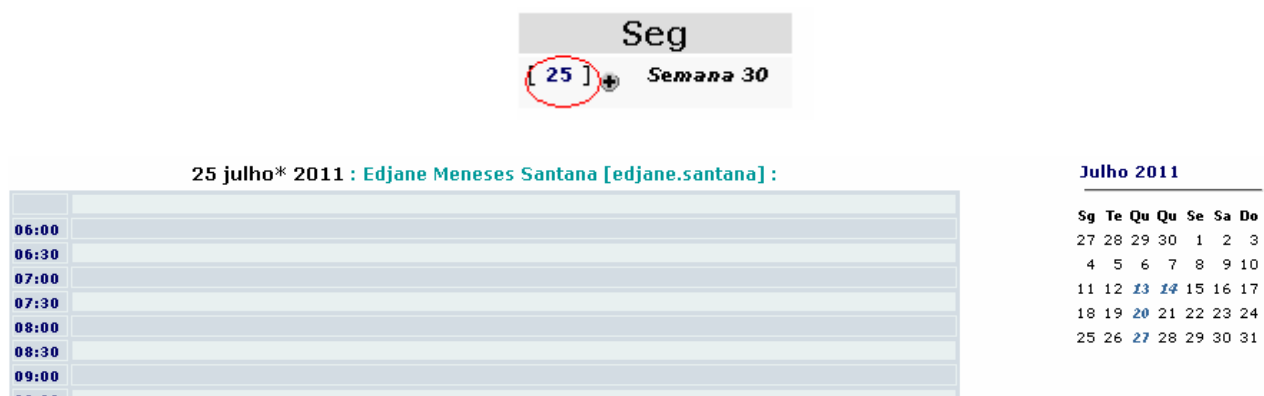 Seg
[ 25 ] Semana 30
25 julho* 2011 : Edjane Meneses Santana [edjane.santana] :
06:00
06:30
07:00
07:30
08:00
08:30
09:00
Julho 2011
Sg Te Qu Qu Se Sa Do
27 28 29 30 1 2 3
4 5 6 7 8 9 10
11 12 13 14 15 16 17
18 19 20 21 22 23 24
25 26 27 28 29 30 31